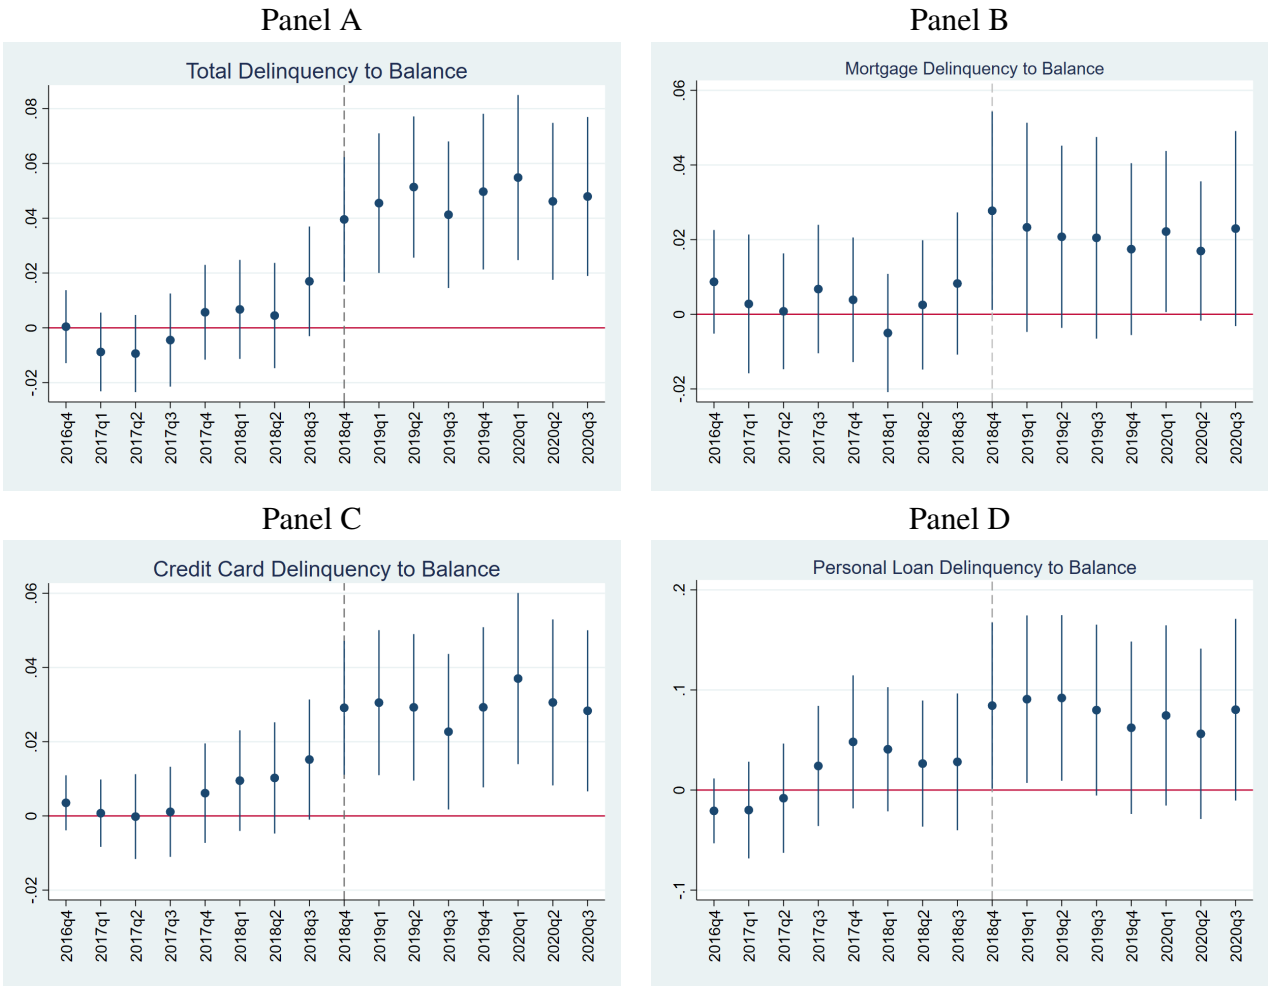 Panel A
Total Delinquency to Balance
.08
.06
.04
.02
0
-.02
2016q4
2017q1
2017q2
2017q3
2017q4
2018q1
2018q2
2018q3
2018q4
2019q1
2019q2
2019q3
2019q4
2020q1
2020q2
2020q3
Panel B
Mortgage Delinquency to Balance
.06
.04
.02
0
-.02
2016q4
2017q1
2017q2
2017q3
2017q4
2018q1
2018q2
2018q3
2018q4
2019q1
2019q2
2019q3
2019q4
2020q1
2020q2
2020q3
Panel C
Credit Card Delinquency to Balance
.06
.04
.02
0
-.02
2016q4
2017q1
2017q2
2017q3
2017q4
2018q1
2018q2
2018q3
2018q4
2019q1
2019q2
2019q3
2019q4
2020q1
2020q2
2020q3
Panel D
Personal Loan Delinquency to Balance
.2
.1
0
-.1
2016q4
2017q1
2017q2
2017q3
2017q4
2018q1
2018q2
2018q3
2018q4
2019q1
2019q2
2019q3
2019q4
2020q1
2020q2
2020q3